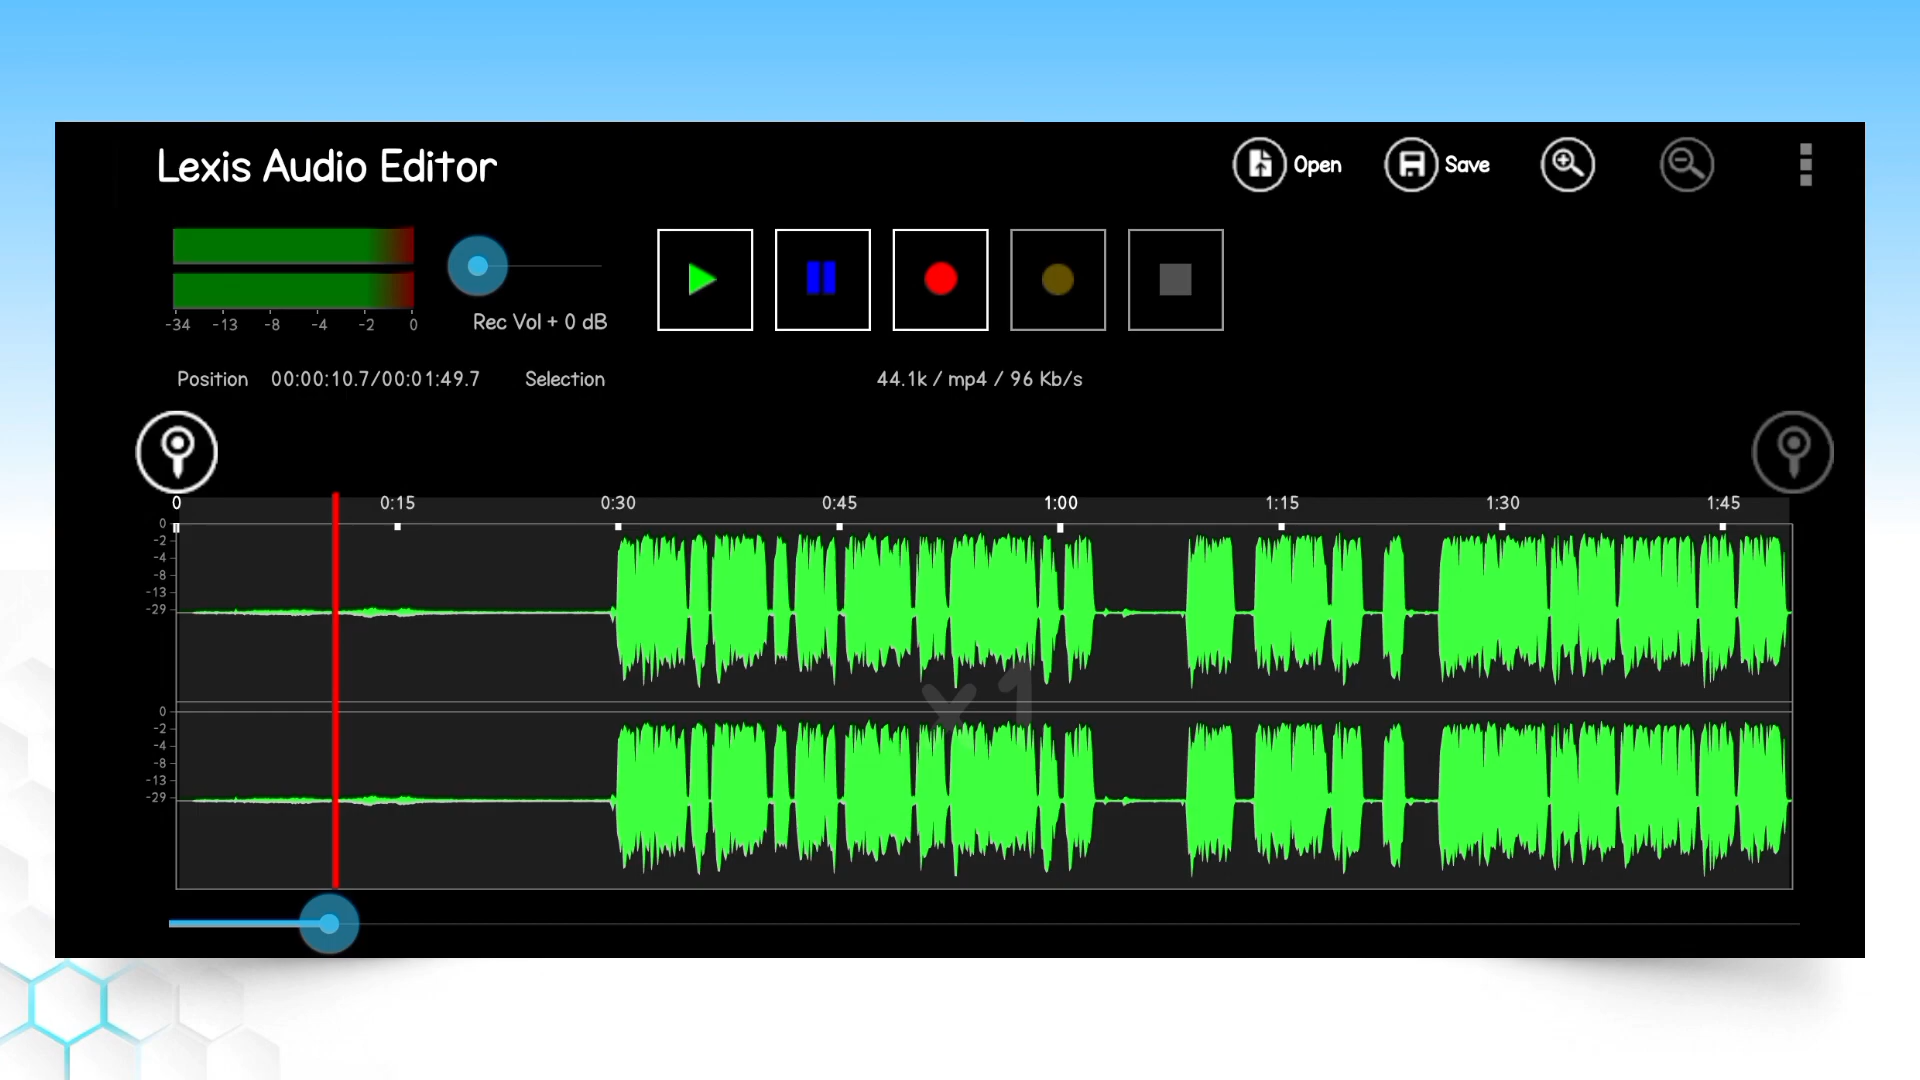 Lexis Audio Editor
Open
Save
-34 -13 -8 -4 -2 0
Rec Vol + 0 dB
Position 00:00:10.7/00:01:49.7 Selection 44.1k / mp4 / 96 Kb/s
0 0:15 0:30 0:45 1:00 1:15 1:30 1:45
0
-2
-4
-8
-13
-29
x1
0
-2
-4
-8
-13
-29